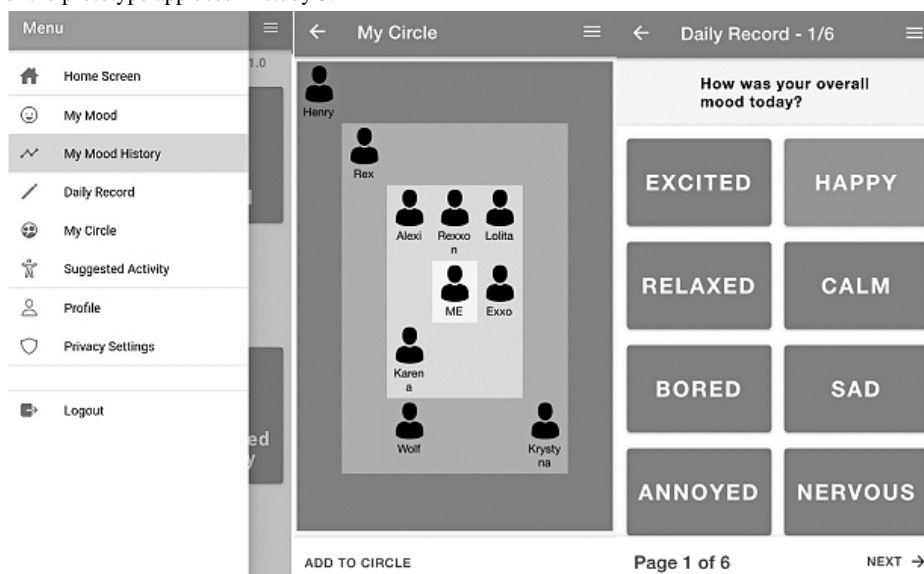 Menu
1.0
Home Screen
My Mood
My Mood History
Daily Record
My Circle
Suggested Activity
Profile
Privacy Settings
Logout
ed
y
My Circle
Henry
Rex
Alexi
Rexxo
n
Lolita
ME
Exxo
Karen
a
Wolf
Krysty
na
ADD TO CIRCLE
Daily Record - 1/6
How was your overall
mood today?
EXCITED
HAPPY
RELAXED
CALM
BORED
SAD
ANNOYED
NERVOUS
Page 1 of 6
NEXT →